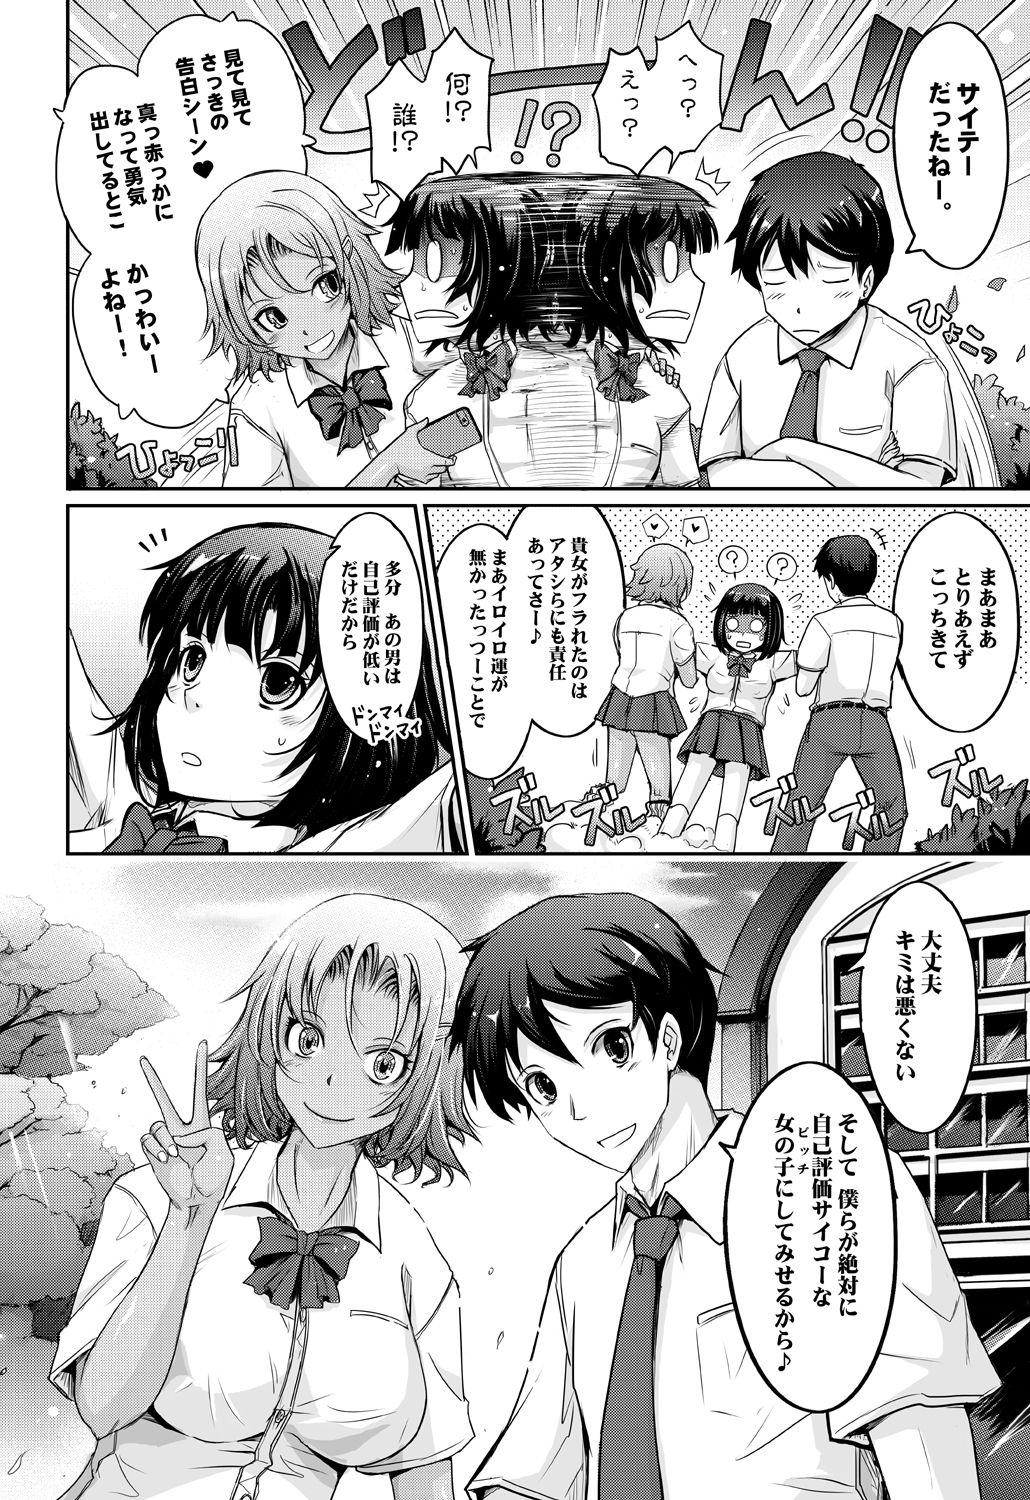 サイテー
だったねー。
どーーん!!
へっ?
えっ?
!?
何!?
誰!?
見て見て
さっきの
告白シーン♥
真っ赤っかに
なって勇気
出してるとこ
かっわいー
よねー!
ひょこっ
ひょっこり
まあまあ
とりあえず
こっちきて
?
?
貴女がフラれたのは
アタシらにも責任
あってさー♪
まあイロイロ運が
無かったっつーことで
ズル
ズル
ズル
ズル
多分 あの男は
自己評価が低い
だけだから
ドンマイ
ドンマイ
大丈夫
キミは悪くない
そして 僕らが絶対に
自己評価サイコーな
ビッチ
女の子にしてみせるから♪